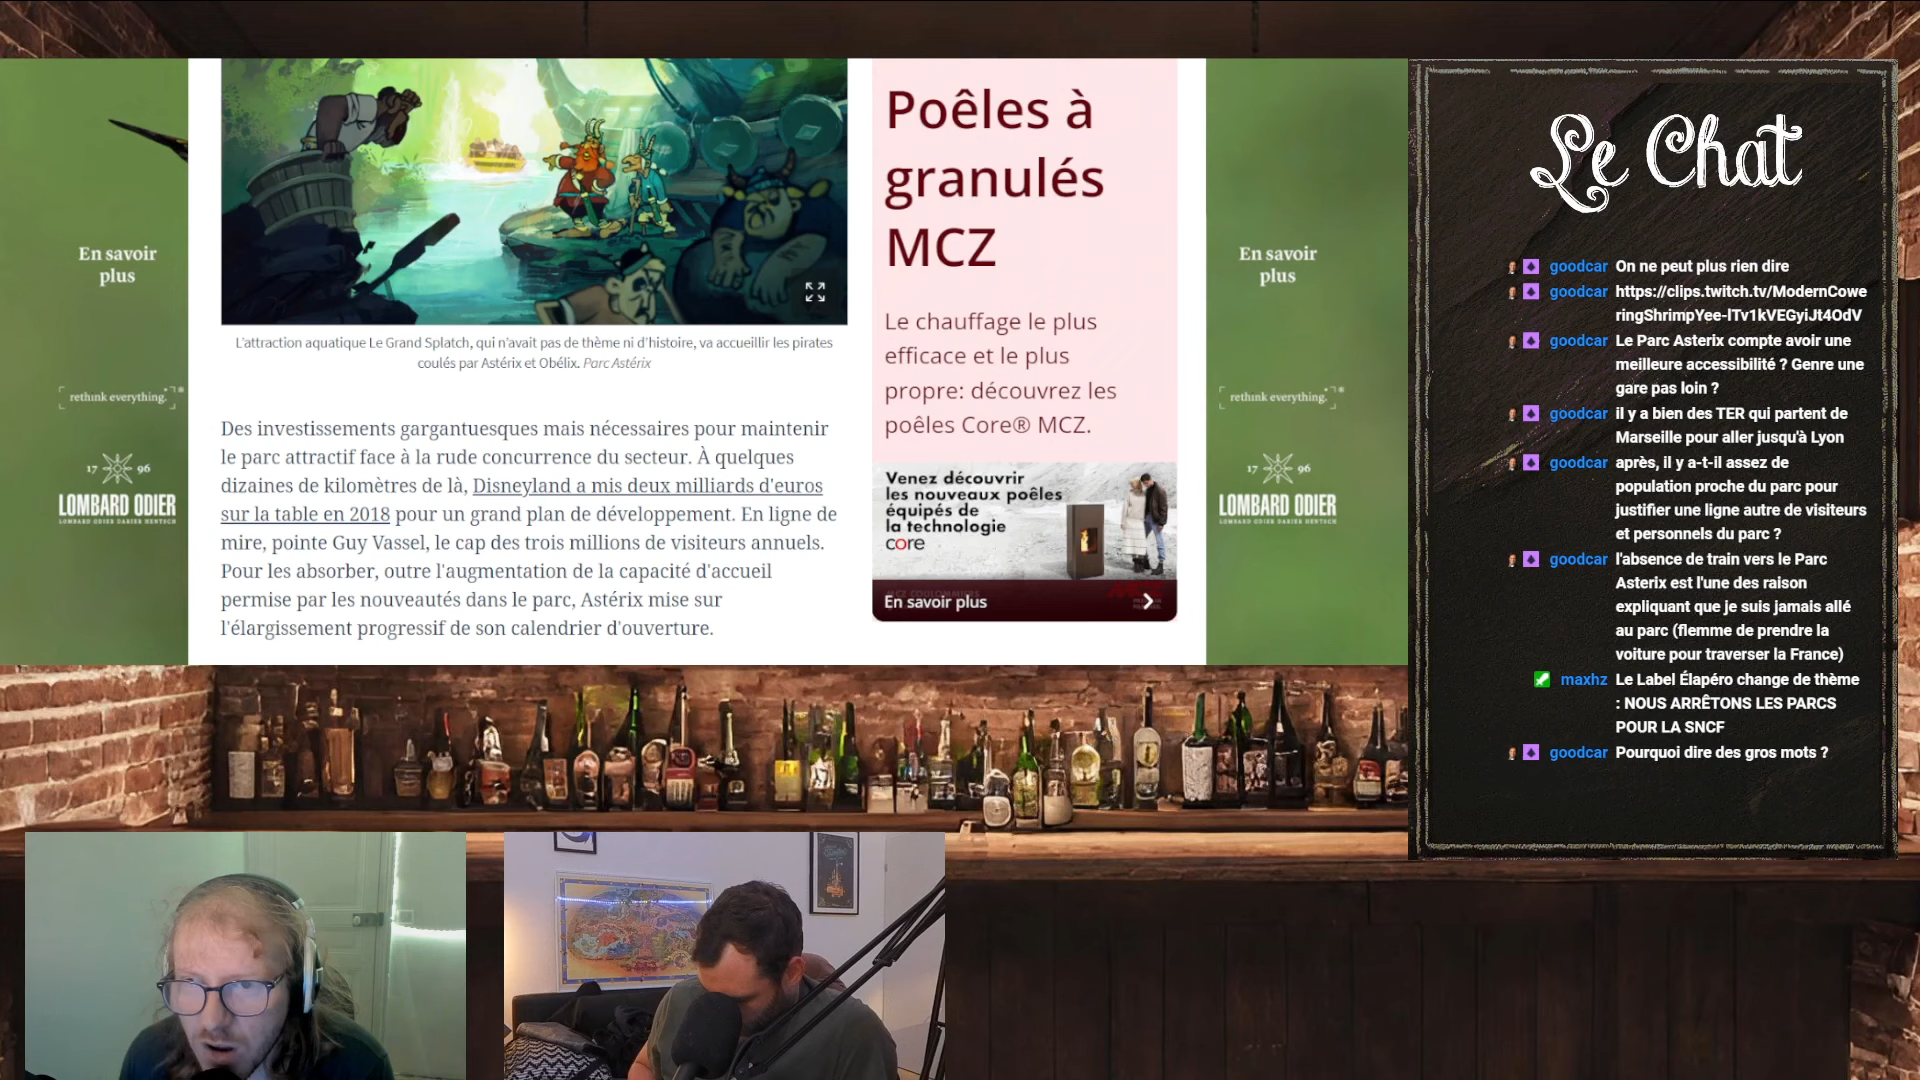 L'attraction aquatique Le Grand Splatch, qui n'avait pas de thème ni d'histoire, va accueillir les pirates
coulés par Astérix et Obélix. Parc Astérix
Des investissements gargantuesques mais nécessaires pour maintenir
le parc attractif face à la rude concurrence du secteur. À quelques
dizaines de kilomètres de là, Disneyland a mis deux milliards d'euros
sur la table en 2018 pour un grand plan de développement. En ligne de
mire, pointe Guy Vassel, le cap des trois millions de visiteurs annuels.
Pour les absorber, outre l'augmentation de la capacité d'accueil
permise par les nouveautés dans le parc, Astérix mise sur
l'élargissement progressif de son calendrier d'ouverture.
En savoir
plus
rethink everything.
17 96
LOMBARD ODIER
LOMBARD ODIER DARIER HENTSCH
Poêles à
granulés
MCZ
Le chauffage le plus
efficace et le plus
propre: découvrez les
poêles Core® MCZ.
Venez découvrir
les nouveaux poêles
équipés de
la technologie
core
En savoir plus
En savoir
plus
rethink everything.
17 96
LOMBARD ODIER
LOMBARD ODIER DARIER HENTSCH
Le Chat
goodcar On ne peut plus rien dire
goodcar https://clips.twitch.tv/ModernCowe
ringShrimpYee-lTv1kVEGyiJt4OdV
goodcar Le Parc Asterix compte avoir une
meilleure accessibilité ? Genre une
gare pas loin ?
goodcar il y a bien des TER qui partent de
Marseille pour aller jusqu'à Lyon
goodcar après, il y a-t-il assez de
population proche du parc pour
justifier une ligne autre de visiteurs
et personnels du parc ?
goodcar l'absence de train vers le Parc
Asterix est l'une des raison
expliquant que je suis jamais allé
au parc (flemme de prendre la
voiture pour traverser la France)
maxhz Le Label Élapéro change de thème
: NOUS ARRÊTONS LES PARCS
POUR LA SNCF
goodcar Pourquoi dire des gros mots ?